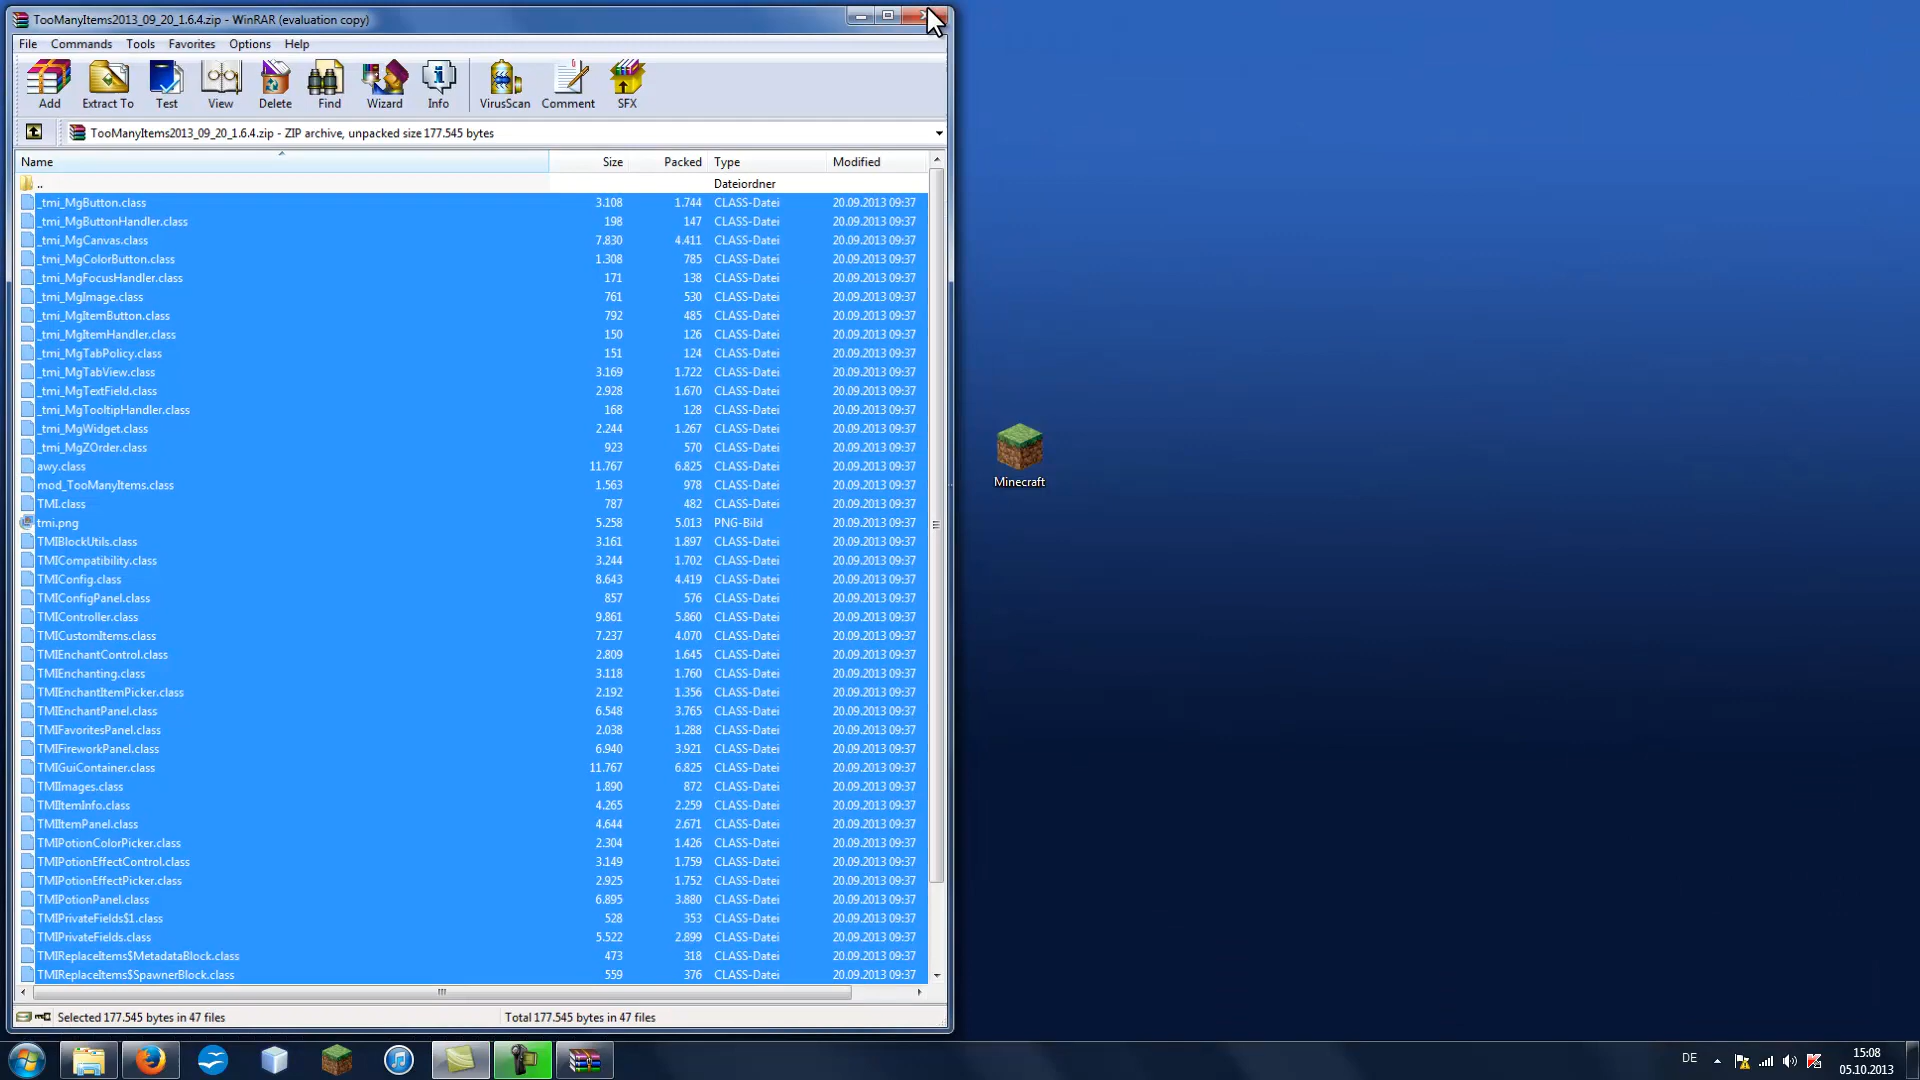 TooManyItems2013_09_20_1.6.4.zip - WinRAR (evaluation copy)
File Commands Tools Favorites Options Help
Add Extract To Test View Delete Find Wizard Info VirusScan Comment SFX
TooManyItems2013_09_20_1.6.4.zip - ZIP archive, unpacked size 177.545 bytes
Name Size Packed Type Modified
.. Dateiordner
_tmi_MgButton.class 3.108 1.744 CLASS-Datei 20.09.2013 09:37
_tmi_MgButtonHandler.class 198 147 CLASS-Datei 20.09.2013 09:37
_tmi_MgCanvas.class 7.830 4.411 CLASS-Datei 20.09.2013 09:37
_tmi_MgColorButton.class 1.308 785 CLASS-Datei 20.09.2013 09:37
_tmi_MgFocusHandler.class 171 138 CLASS-Datei 20.09.2013 09:37
_tmi_MgImage.class 761 530 CLASS-Datei 20.09.2013 09:37
_tmi_MgItemButton.class 792 485 CLASS-Datei 20.09.2013 09:37
_tmi_MgItemHandler.class 150 126 CLASS-Datei 20.09.2013 09:37
_tmi_MgTabPolicy.class 151 124 CLASS-Datei 20.09.2013 09:37
_tmi_MgTabView.class 3.169 1.722 CLASS-Datei 20.09.2013 09:37
_tmi_MgTextField.class 2.928 1.670 CLASS-Datei 20.09.2013 09:37
_tmi_MgTooltipHandler.class 168 128 CLASS-Datei 20.09.2013 09:37
_tmi_MgWidget.class 2.244 1.267 CLASS-Datei 20.09.2013 09:37
_tmi_MgZOrder.class 923 570 CLASS-Datei 20.09.2013 09:37
awy.class 11.767 6.825 CLASS-Datei 20.09.2013 09:37
mod_TooManyItems.class 1.563 978 CLASS-Datei 20.09.2013 09:37
TMI.class 787 482 CLASS-Datei 20.09.2013 09:37
tmi.png 5.258 5.013 PNG-Bild 20.09.2013 09:37
TMIBlockUtils.class 3.161 1.897 CLASS-Datei 20.09.2013 09:37
TMICompatibility.class 3.244 1.702 CLASS-Datei 20.09.2013 09:37
TMIConfig.class 8.643 4.419 CLASS-Datei 20.09.2013 09:37
TMIConfigPanel.class 857 576 CLASS-Datei 20.09.2013 09:37
TMIController.class 9.861 5.860 CLASS-Datei 20.09.2013 09:37
TMICustomItems.class 7.237 4.070 CLASS-Datei 20.09.2013 09:37
TMIEnchantControl.class 2.809 1.645 CLASS-Datei 20.09.2013 09:37
TMIEnchanting.class 3.118 1.760 CLASS-Datei 20.09.2013 09:37
TMIEnchantItemPicker.class 2.192 1.356 CLASS-Datei 20.09.2013 09:37
TMIEnchantPanel.class 6.548 3.765 CLASS-Datei 20.09.2013 09:37
TMIFavoritesPanel.class 2.038 1.288 CLASS-Datei 20.09.2013 09:37
TMIFireworkPanel.class 6.940 3.921 CLASS-Datei 20.09.2013 09:37
TMIGuiContainer.class 11.767 6.825 CLASS-Datei 20.09.2013 09:37
TMIImages.class 1.890 872 CLASS-Datei 20.09.2013 09:37
TMIItemInfo.class 4.265 2.259 CLASS-Datei 20.09.2013 09:37
TMIItemPanel.class 4.644 2.671 CLASS-Datei 20.09.2013 09:37
TMIPotionColorPicker.class 2.304 1.426 CLASS-Datei 20.09.2013 09:37
TMIPotionEffectControl.class 3.149 1.759 CLASS-Datei 20.09.2013 09:37
TMIPotionEffectPicker.class 2.925 1.752 CLASS-Datei 20.09.2013 09:37
TMIPotionPanel.class 6.895 3.880 CLASS-Datei 20.09.2013 09:37
TMIPrivateFields$1.class 528 353 CLASS-Datei 20.09.2013 09:37
TMIPrivateFields.class 5.522 2.899 CLASS-Datei 20.09.2013 09:37
TMIReplaceItems$MetadataBlock.class 473 318 CLASS-Datei 20.09.2013 09:37
TMIReplaceItems$SpawnerBlock.class 559 376 CLASS-Datei 20.09.2013 09:37
Selected 177.545 bytes in 47 files Total 177.545 bytes in 47 files
Minecraft
DE
15:08
05.10.2013